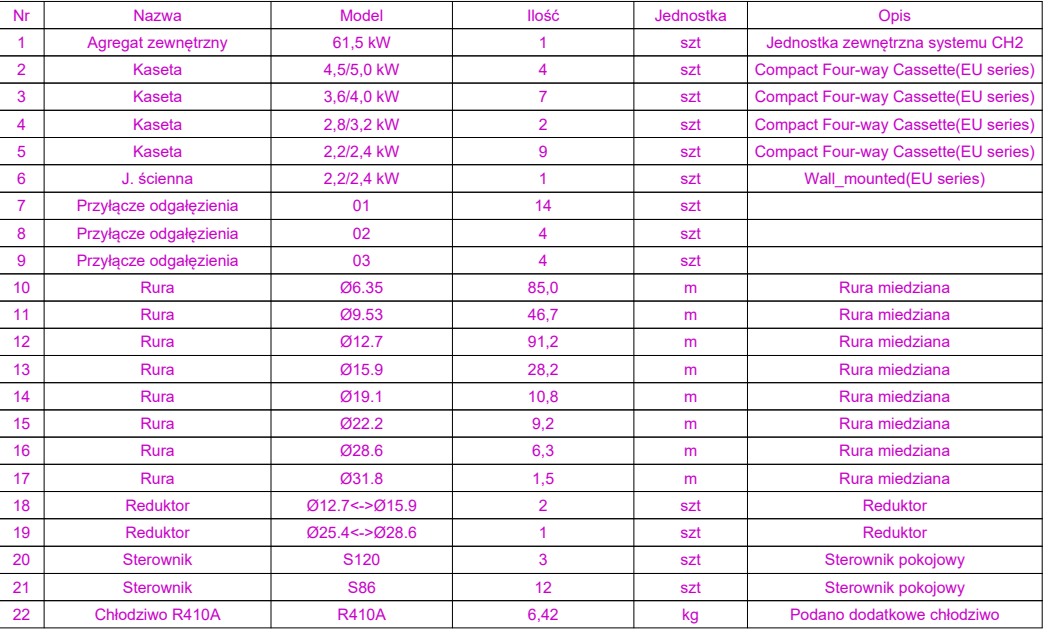 Nr Nazwa Model Ilość Jednostka Opis
1 Agregat zewnętrzny 61,5 kW 1 szt Jednostka zewnętrzna systemu CH2
2 Kaseta 4,5/5,0 kW 4 szt Compact Four-way Cassette(EU series)
3 Kaseta 3,6/4,0 kW 7 szt Compact Four-way Cassette(EU series)
4 Kaseta 2,8/3,2 kW 2 szt Compact Four-way Cassette(EU series)
5 Kaseta 2,2/2,4 kW 9 szt Compact Four-way Cassette(EU series)
6 J. ścienna 2,2/2,4 kW 1 szt Wall_mounted(EU series)
7 Przyłącze odgałęzienia 01 14 szt
8 Przyłącze odgałęzienia 02 4 szt
9 Przyłącze odgałęzienia 03 4 szt
10 Rura Ø6.35 85,0 m Rura miedziana
11 Rura Ø9.53 46,7 m Rura miedziana
12 Rura Ø12.7 91,2 m Rura miedziana
13 Rura Ø15.9 28,2 m Rura miedziana
14 Rura Ø19.1 10,8 m Rura miedziana
15 Rura Ø22.2 9,2 m Rura miedziana
16 Rura Ø28.6 6,3 m Rura miedziana
17 Rura Ø31.8 1,5 m Rura miedziana
18 Reduktor Ø12.7<->Ø15.9 2 szt Reduktor
19 Reduktor Ø25.4<->Ø28.6 1 szt Reduktor
20 Sterownik S120 3 szt Sterownik pokojowy
21 Sterownik S86 12 szt Sterownik pokojowy
22 Chłodziwo R410A R410A 6,42 kg Podano dodatkowe chłodziwo